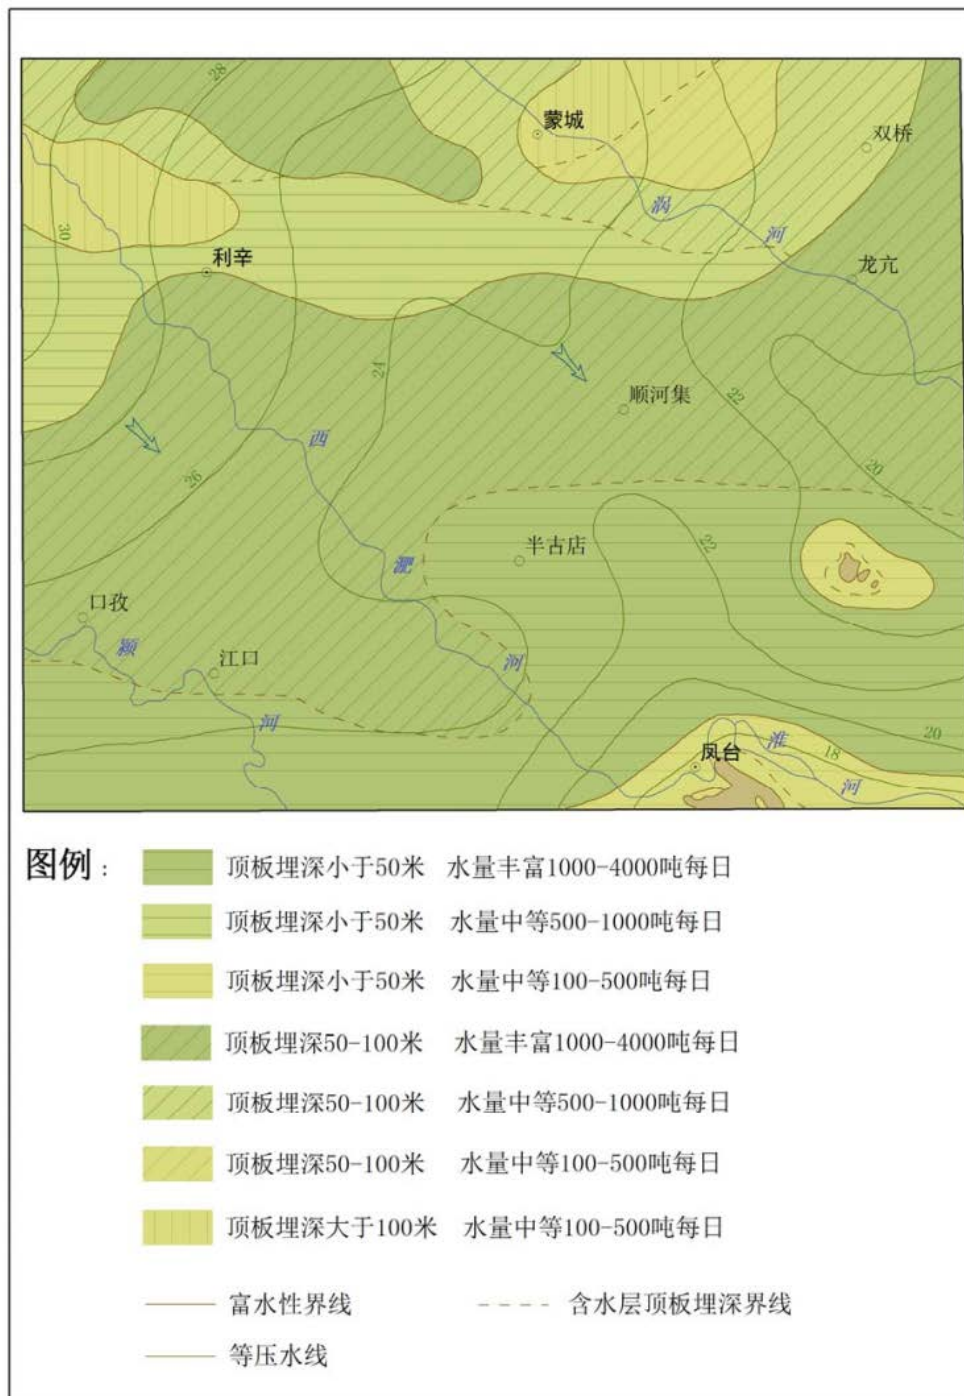 28
蒙城
双桥
涡
河
30
利辛
龙亢
24
顺河集
22
西
26
20
淝
半古店
22
口孜
颍
江口
河
河
凤台
淮
20
18
河
图例：
顶板埋深小于50米 水量丰富1000-4000吨每日
顶板埋深小于50米 水量中等500-1000吨每日
顶板埋深小于50米 水量中等100-500吨每日
顶板埋深50-100米 水量丰富1000-4000吨每日
顶板埋深50-100米 水量中等500-1000吨每日
顶板埋深50-100米 水量中等100-500吨每日
顶板埋深大于100米 水量中等100-500吨每日
富水性界线 含水层顶板埋深界线
等压水线